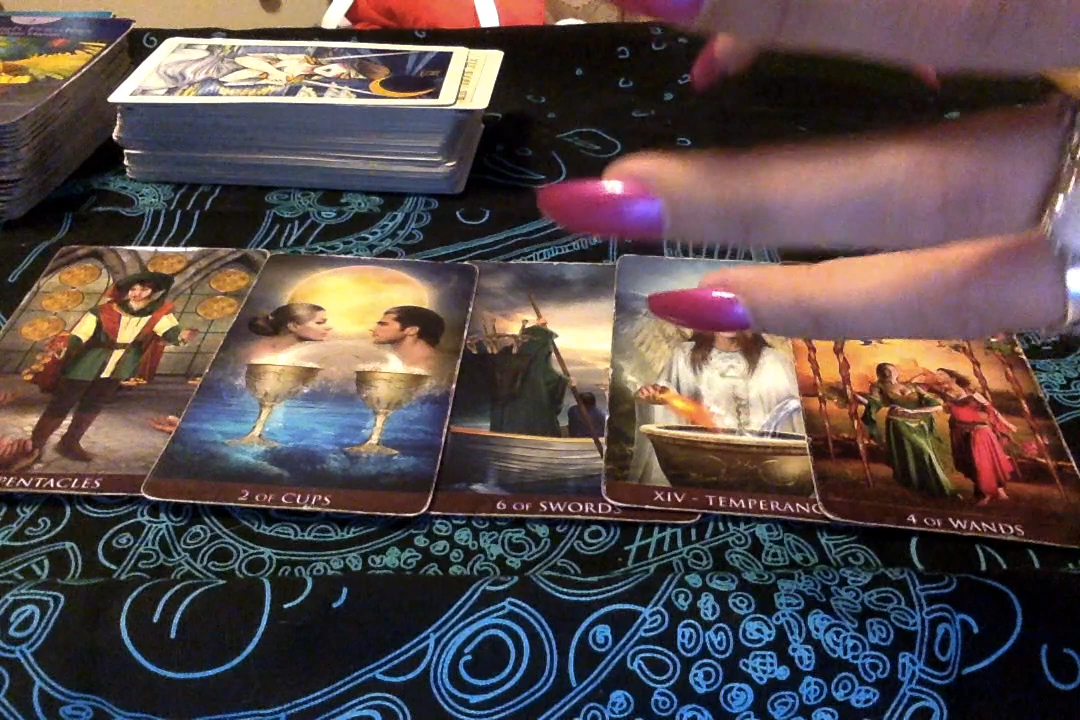 PENTACLES
2 OF CUPS
6 OF SWORDS
XIV - TEMPERANC
4 OF WANDS